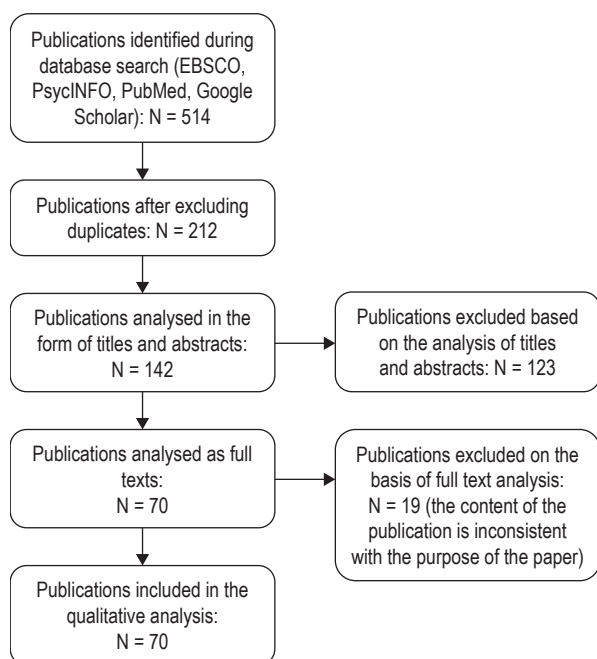 Publications identified during
database search (EBSCO,
PsycINFO, PubMed, Google
Scholar): N = 514
Publications after excluding
duplicates: N = 212
Publications analysed in the
form of titles and abstracts:
N = 142
Publications excluded based
on the analysis of titles
and abstracts: N = 123
Publications analysed as full
texts:
N = 70
Publications excluded on the
basis of full text analysis:
N = 19 (the content of the
publication is inconsistent
with the purpose of the paper)
Publications included in the
qualitative analysis:
N = 70